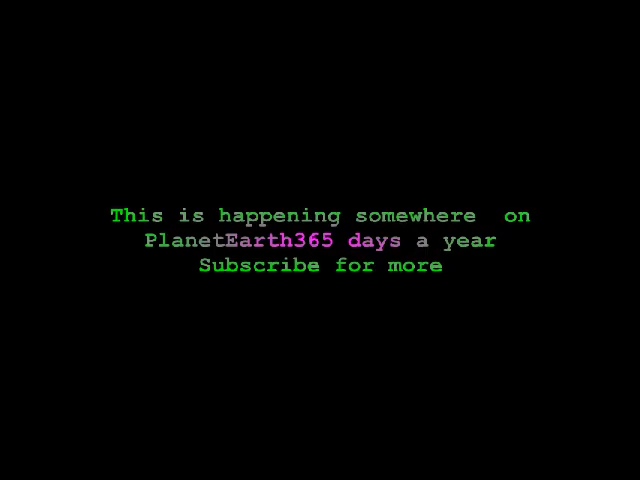 This is happening somewhere  on
PlanetEarth365 days a year
Subscribe for more